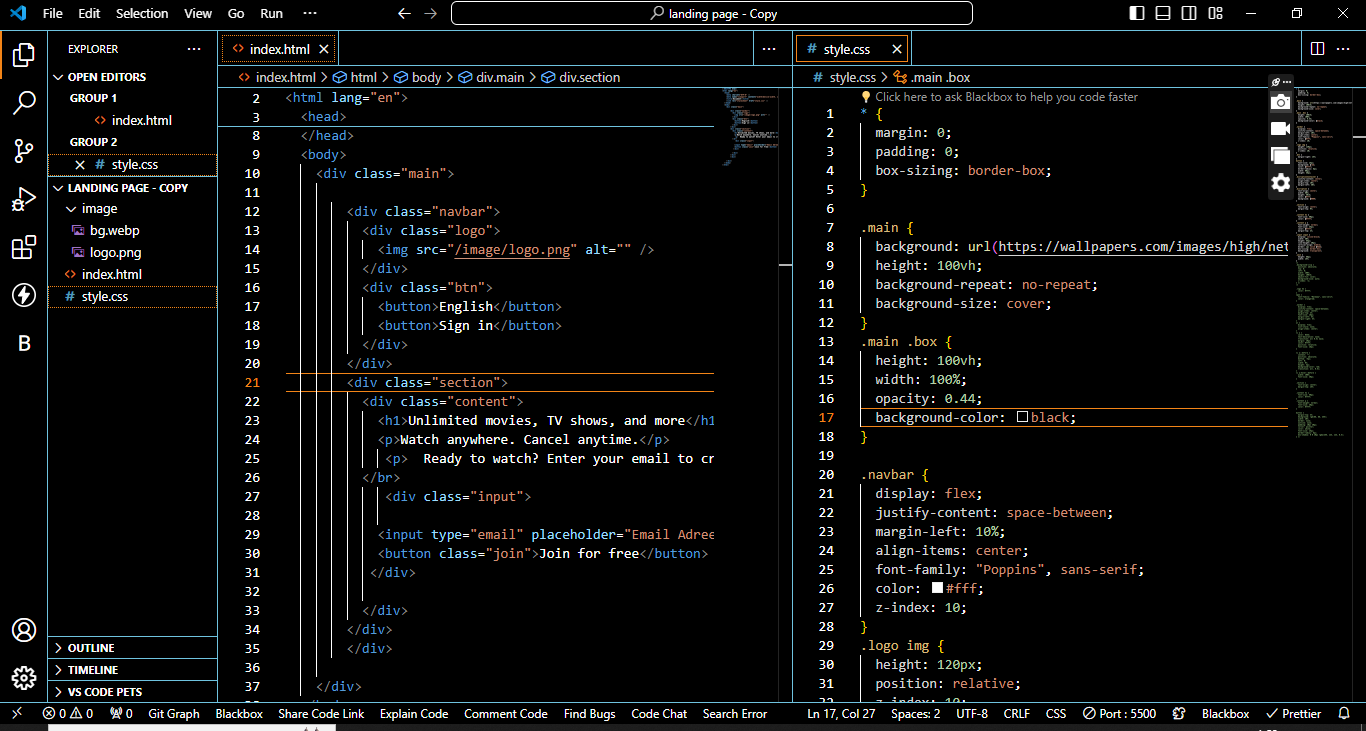 File Edit Selection View Go Run ···
landing page - Copy
EXPLORER
OPEN EDITORS
GROUP 1
index.html
GROUP 2
style.css
LANDING PAGE - COPY
image
bg.webp
logo.png
index.html
style.css
OUTLINE
TIMELINE
VS CODE PETS
B
index.html
index.html > html > body > div.main > div.section
2 <html lang="en">
3 <head>
8 </head>
9 <body>
10 <div class="main">
11
12 <div class="navbar">
13 <div class="logo">
14 <img src="/image/logo.png" alt="" />
15 </div>
16 <div class="btn">
17 <button>English</button>
18 <button>Sign in</button>
19 </div>
20 </div>
21 <div class="section">
22 <div class="content">
23 <h1>Unlimited movies, TV shows, and more</h1
24 <p>Watch anywhere. Cancel anytime.</p>
25 <p>  Ready to watch? Enter your email to cr
26 </br>
27 <div class="input">
28
29 <input type="email" placeholder="Email Adree
30 <button class="join">Join for free</button>
31 </div>
32
33 </div>
34 </div>
35 </div>
36
37 </div>
style.css
style.css > .main .box
Click here to ask Blackbox to help you code faster
1 * {
2 margin: 0;
3 padding: 0;
4 box-sizing: border-box;
5 }
6
7 .main {
8 background: url(https://wallpapers.com/images/high/net
9 height: 100vh;
10 background-repeat: no-repeat;
11 background-size: cover;
12 }
13 .main .box {
14 height: 100vh;
15 width: 100%;
16 opacity: 0.44;
17 background-color: black;
18 }
19
20 .navbar {
21 display: flex;
22 justify-content: space-between;
23 margin-left: 10%;
24 align-items: center;
25 font-family: "Poppins", sans-serif;
26 color: #fff;
27 z-index: 10;
28 }
29 .logo img {
30 height: 120px;
31 position: relative;
0 0 0 Git Graph Blackbox Share Code Link Explain Code Comment Code Find Bugs Code Chat Search Error Ln 17, Col 27 Spaces: 2 UTF-8 CRLF CSS Port : 5500 Blackbox Prettier